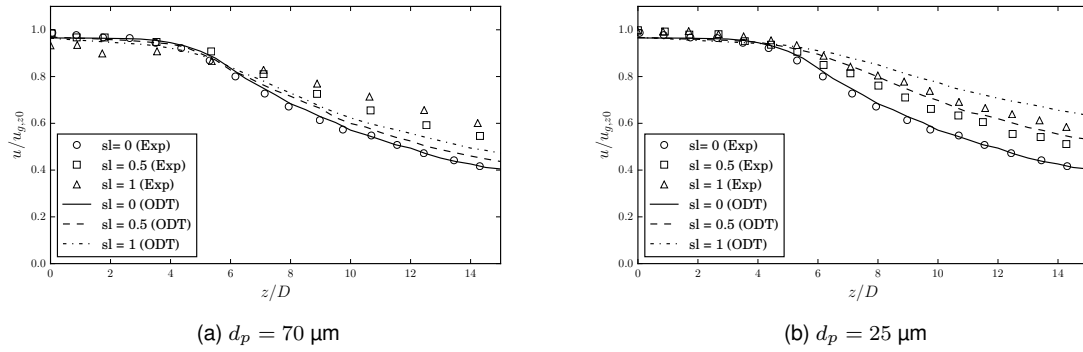 1.0
0.8
0.6
0.4
0.2
0.0
u/u_{g,z0}
sl= 0 (Exp)
sl = 0.5 (Exp)
sl = 1 (Exp)
sl = 0 (ODT)
sl = 0.5 (ODT)
sl = 1 (ODT)
0 2 4 6 8 10 12 14
z/D
(a) d_p = 70 µm
1.0
0.8
0.6
0.4
0.2
0.0
u/u_{g,z0}
sl= 0 (Exp)
sl = 0.5 (Exp)
sl = 1 (Exp)
sl = 0 (ODT)
sl = 0.5 (ODT)
sl = 1 (ODT)
0 2 4 6 8 10 12 14
z/D
(b) d_p = 25 µm